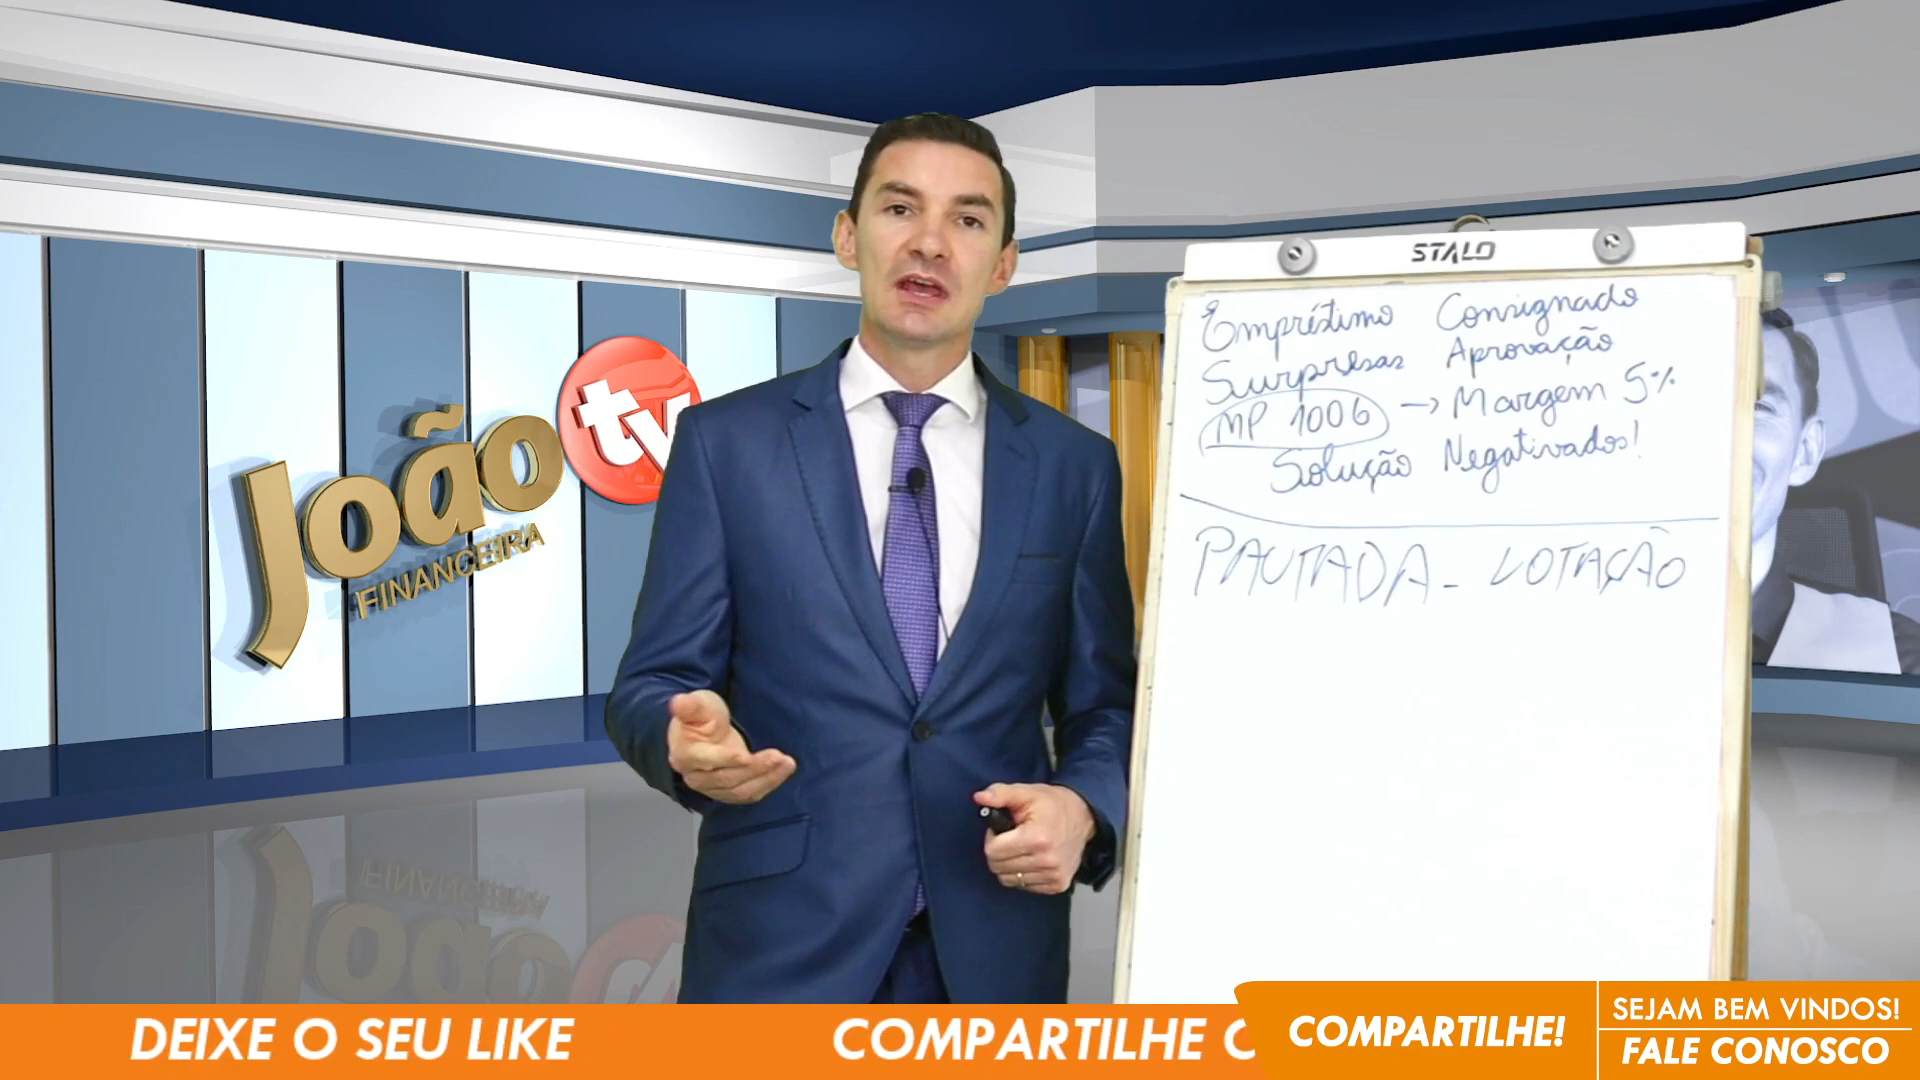 João
tv
FINANCEIRA
STALO
Empréstimo Consignado
Surpresas Aprovação
MP 1006 → Margem 5%
Solução Negativados!
PAUTADA - VOTAÇÃO
DEIXE O SEU LIKE
COMPARTILHE
COMPARTILHE!
SEJAM BEM VINDOS!
FALE CONOSCO